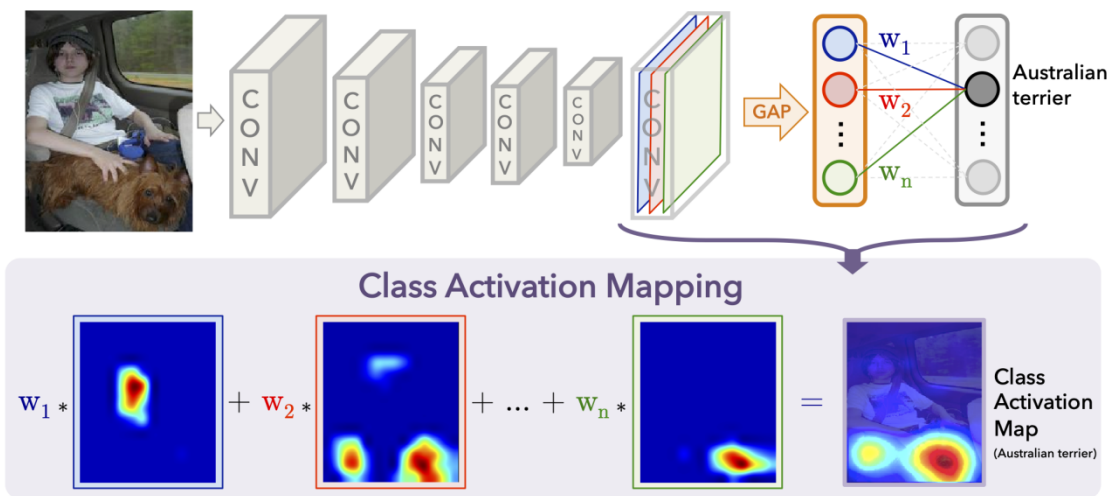 CONV
CONV
CONV
CONV
CONV
CONV
GAP
w1
w2
⋮
wn
⋮
Australian
terrier
Class Activation Mapping
w1 * + w2 * + ... + wn * =
Class
Activation
Map
(Australian terrier)